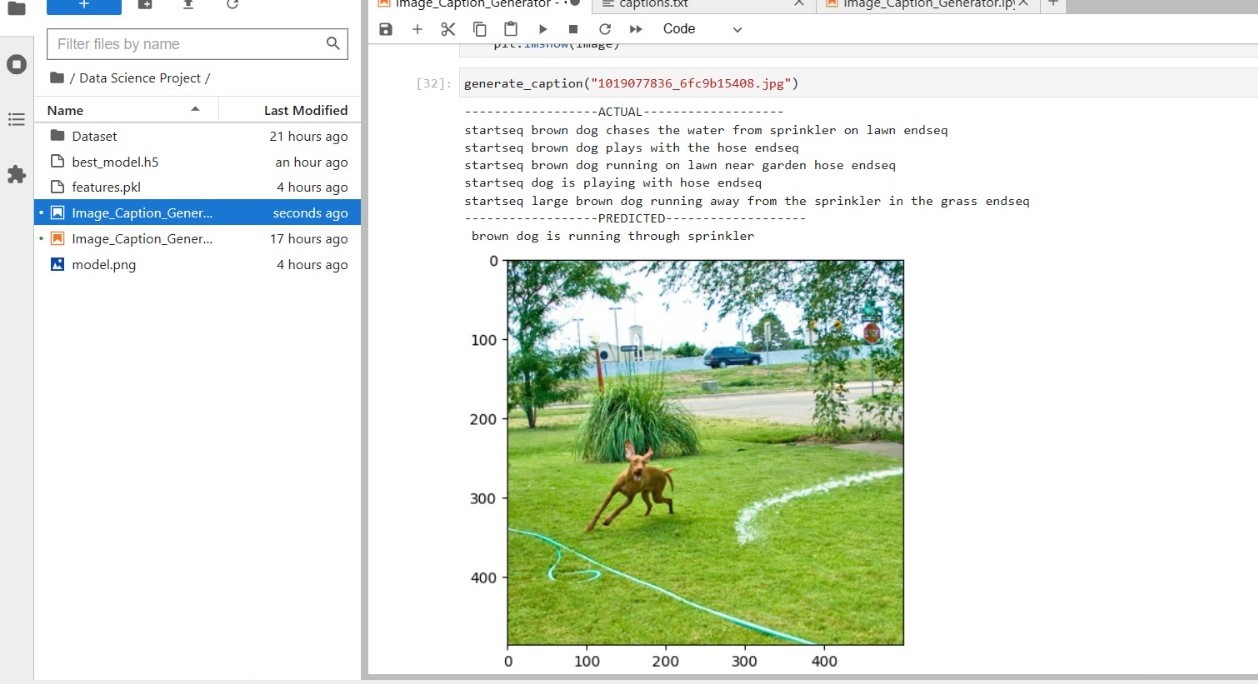 Image_Caption_Generator -
captions.txt
Image_Caption_Generator.ipy
Filter files by name
/ Data Science Project /
Name Last Modified
Dataset 21 hours ago
best_model.h5 an hour ago
features.pkl 4 hours ago
Image_Caption_Gener... seconds ago
Image_Caption_Gener... 17 hours ago
model.png 4 hours ago
Code
plt.imshow(image)
[32]: generate_caption("1019077836_6fc9b15408.jpg")
------------------ACTUAL------------------
startseq brown dog chases the water from sprinkler on lawn endseq
startseq brown dog plays with the hose endseq
startseq brown dog running on lawn near garden hose endseq
startseq dog is playing with hose endseq
startseq large brown dog running away from the sprinkler in the grass endseq
-----------------PREDICTED------------------
brown dog is running through sprinkler
0
100
200
300
400
0 100 200 300 400